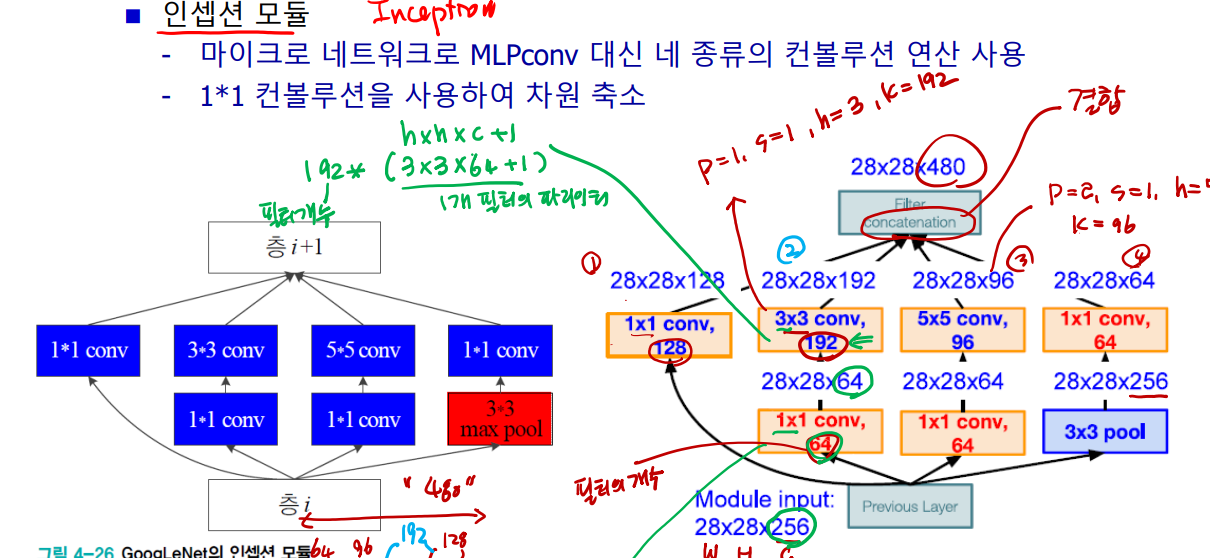 ■ 인셉션 모듈 Inception
- 마이크로 네트워크로 MLPconv 대신 네 종류의 컨볼루션 연산 사용
- 1*1 컨볼루션을 사용하여 차원 축소
h×h×c+1
192* (3×3×64+1)
1개 필터의 파라미터
필터개수
층 i+1
1*1 conv
3*3 conv
5*5 conv
1*1 conv
1*1 conv
1*1 conv
3*3
max pool
층 i
"480"
64 96 192 128
그림 4-26 GoogLeNet의 인셉션 모듈
P=1, s=1, h=3, k=192
결합
28x28x480
Filter
concatenation
P=2, s=1, h=
k=96
① ② ③ ④
28x28x128 28x28x192 28x28x96 28x28x64
1x1 conv,
128
3x3 conv,
192
5x5 conv,
96
1x1 conv,
64
28x28x64 28x28x64 28x28x256
1x1 conv,
64
1x1 conv,
64
3x3 pool
필터의 개수
Module input:
28x28x256
Previous Layer
W H C